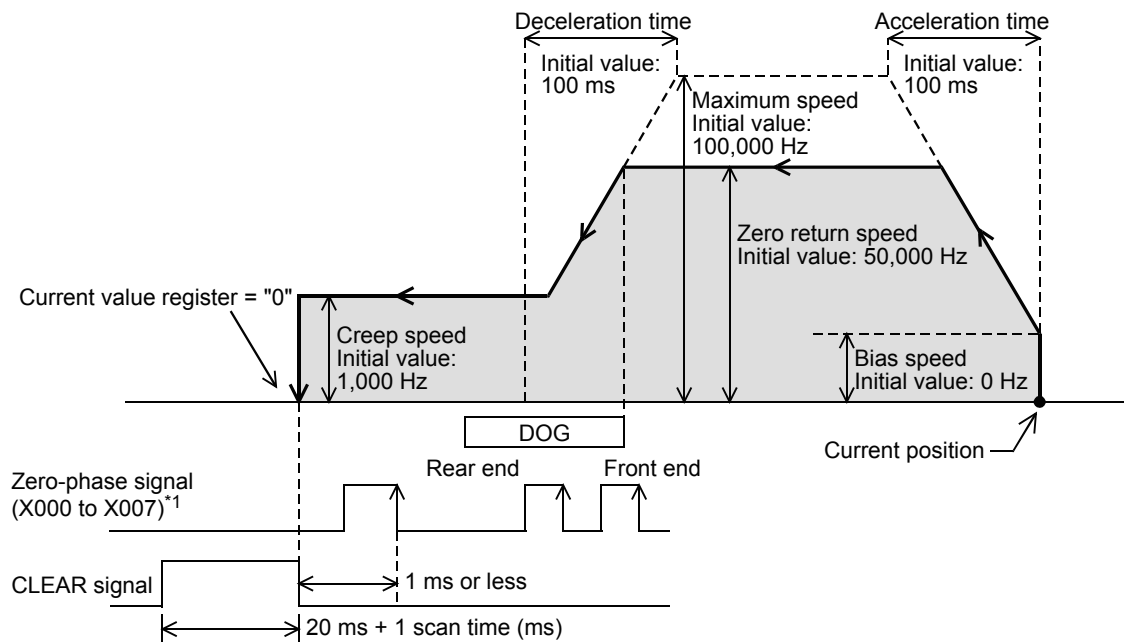 Deceleration time
Acceleration time
Initial value:
100 ms
Initial value:
100 ms
Maximum speed
Initial value:
100,000 Hz
Zero return speed
Initial value: 50,000 Hz
Current value register = "0"
Creep speed
Initial value:
1,000 Hz
Bias speed
Initial value: 0 Hz
DOG
Current position
Rear end
Front end
Zero-phase signal
(X000 to X007)*1
CLEAR signal
1 ms or less
20 ms + 1 scan time (ms)